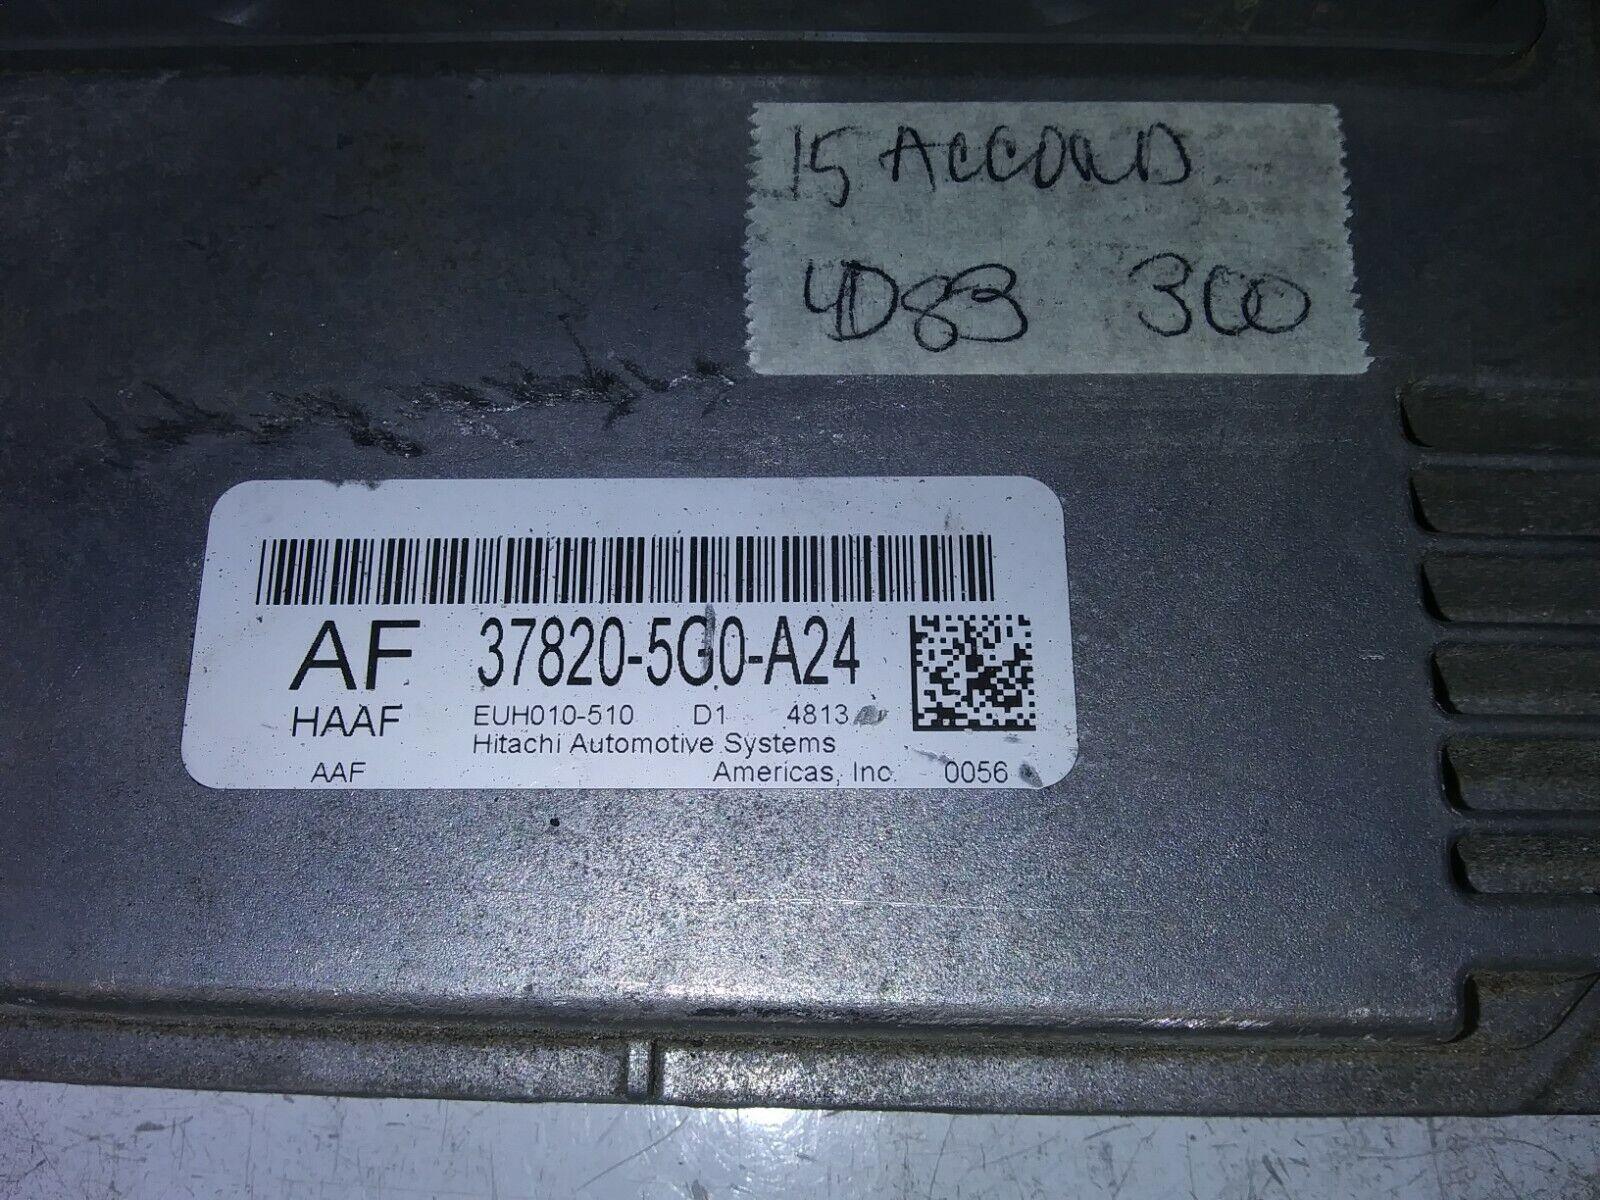 15 ACCORD
4D83 300
AF 37820-5G0-A24
HAAF EUH010-510 D1 4813
Hitachi Automotive Systems
AAF Americas, Inc. 0056